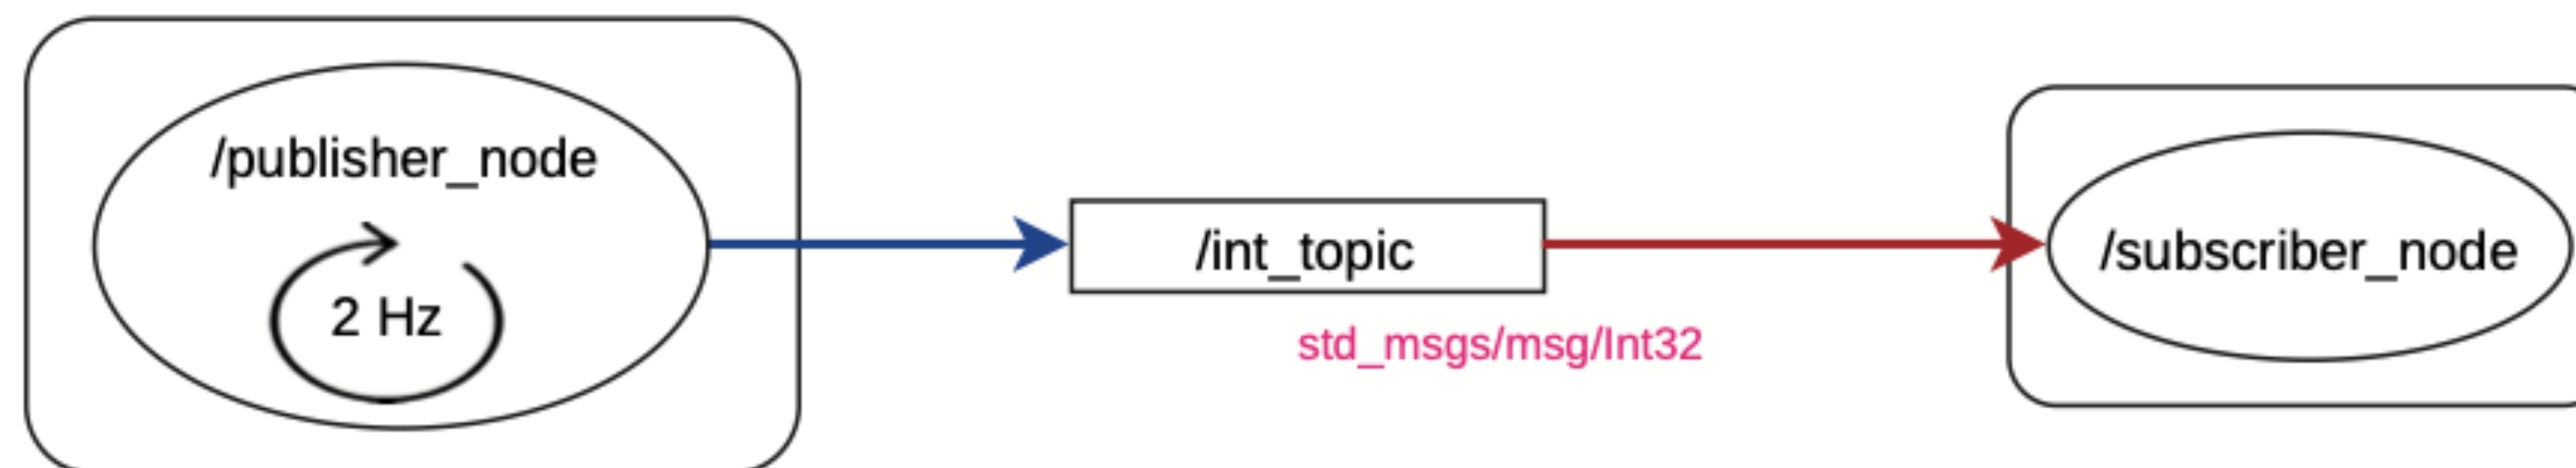 /publisher_node
2 Hz
/int_topic
std_msgs/msg/Int32
/subscriber_node